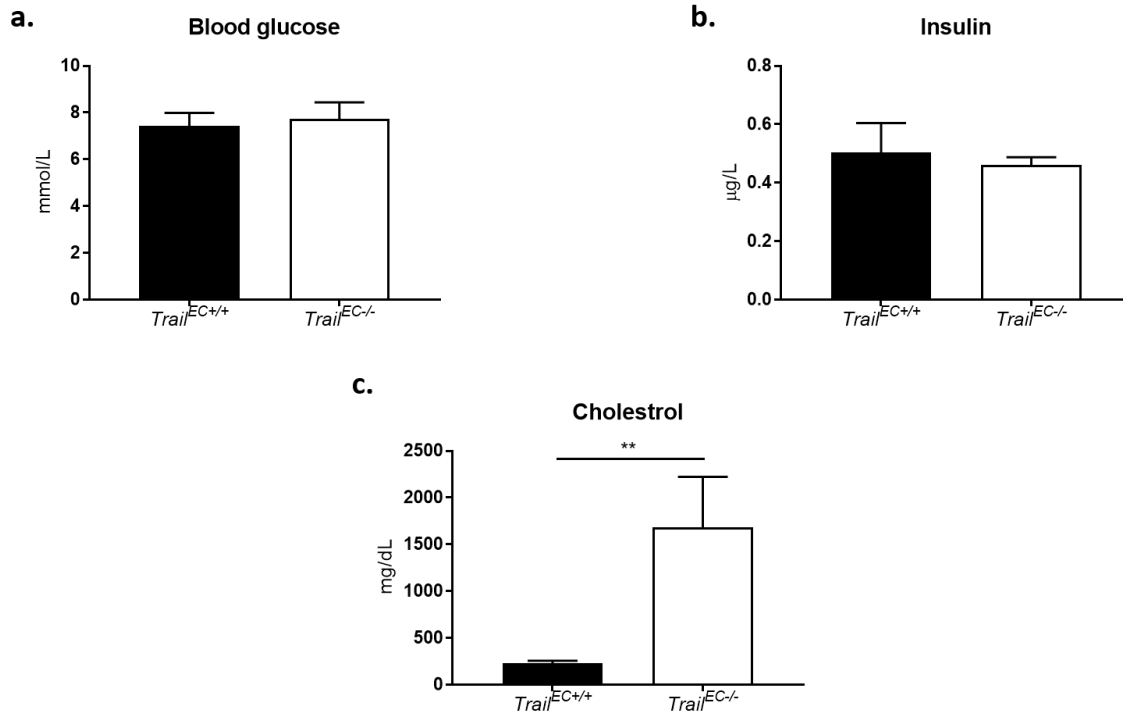 a.
Blood glucose
10
8
6
4
2
0
mmol/L
Trail^EC+/+
Trail^EC-/-
b.
Insulin
0.8
0.6
0.4
0.2
0.0
µg/L
Trail^EC+/+
Trail^EC-/-
c.
Cholestrol
**
2500
2000
1500
1000
500
0
mg/dL
Trail^EC+/+
Trail^EC-/-